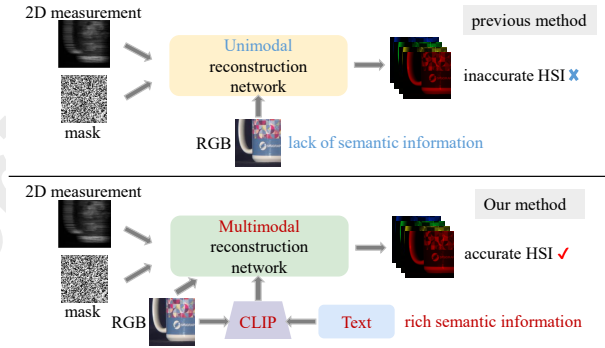 2D measurement
previous method
Unimodal
reconstruction
network
inaccurate HSI ✘
mask
RGB
lack of semantic information
2D measurement
Our method
Multimodal
reconstruction
network
accurate HSI ✓
mask
RGB
CLIP
Text
rich semantic information